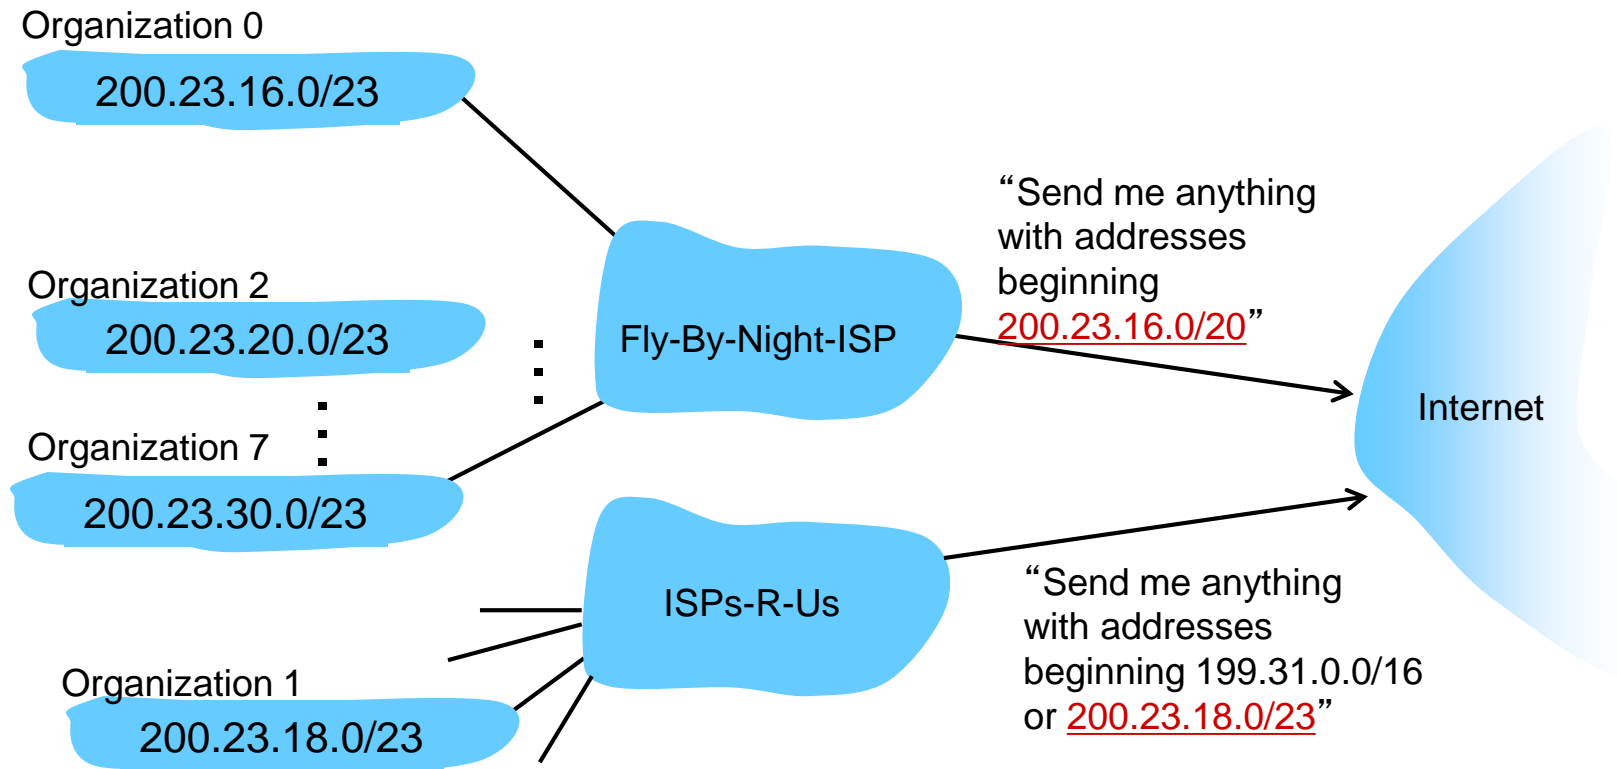 Organization 0
200.23.16.0/23
Organization 2
200.23.20.0/23
Organization 7
200.23.30.0/23
Fly-By-Night-ISP
“Send me anything
with addresses
beginning
200.23.16.0/20”
Internet
ISPs-R-Us
Organization 1
200.23.18.0/23
“Send me anything
with addresses
beginning 199.31.0.0/16
or 200.23.18.0/23”